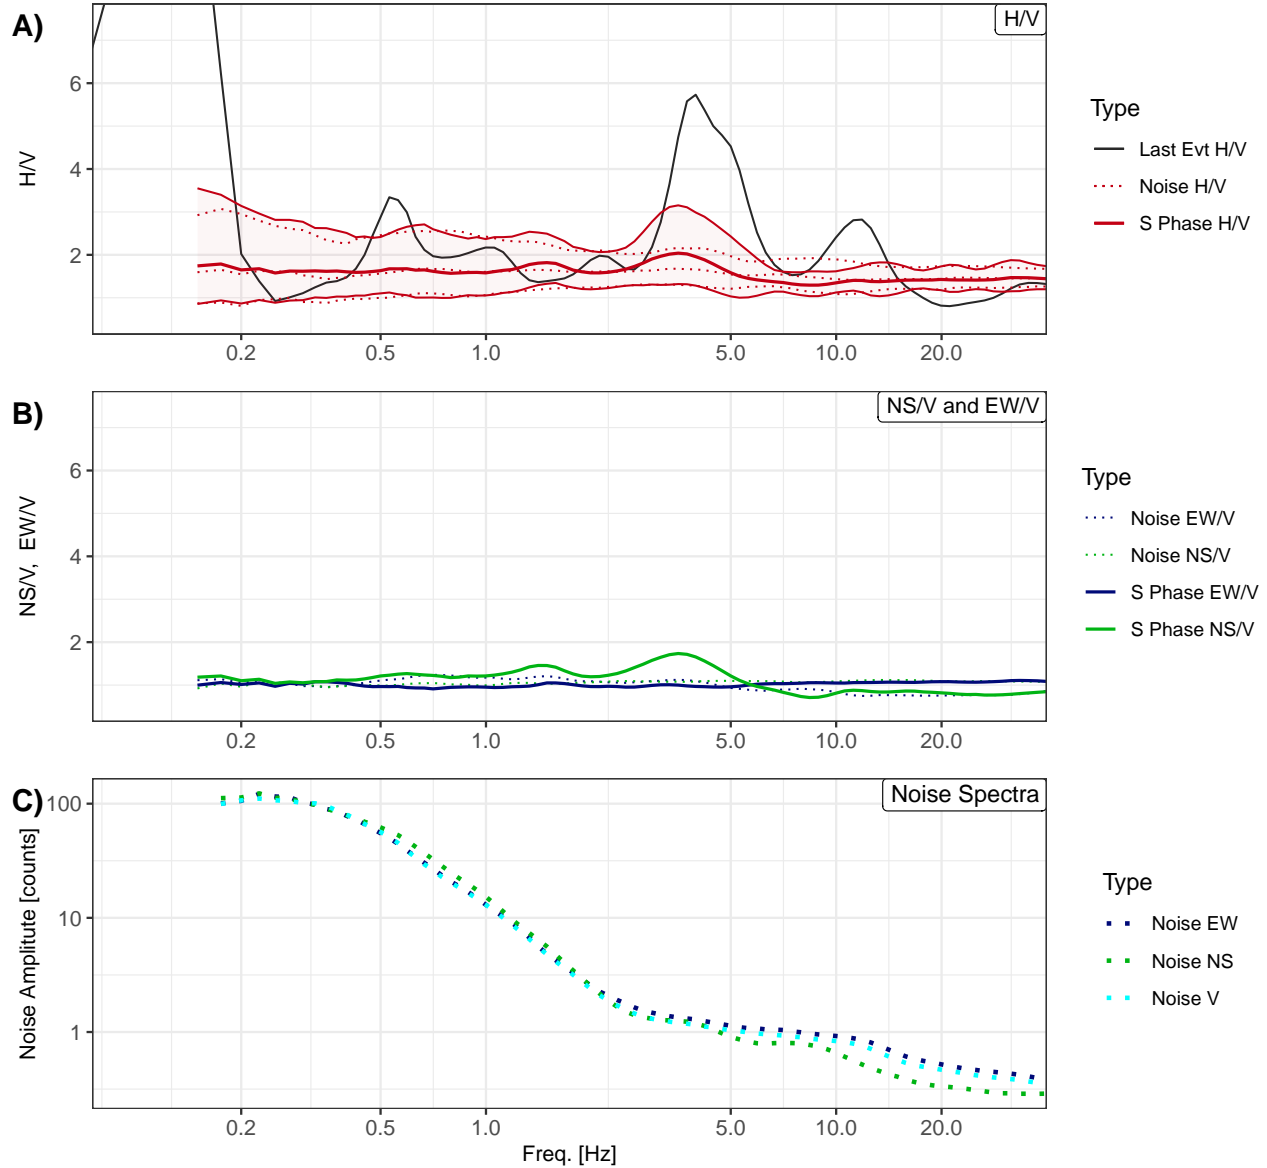 A)
H/V
6
4
2
H/V
0.2 0.5 1.0 5.0 10.0 20.0
Type
Last Evt H/V
Noise H/V
S Phase H/V
B)
NS/V and EW/V
6
4
2
NS/V, EW/V
0.2 0.5 1.0 5.0 10.0 20.0
Type
Noise EW/V
Noise NS/V
S Phase EW/V
S Phase NS/V
C)
Noise Spectra
100
10
1
Noise Amplitute [counts]
0.2 0.5 1.0 5.0 10.0 20.0
Freq. [Hz]
Type
Noise EW
Noise NS
Noise V